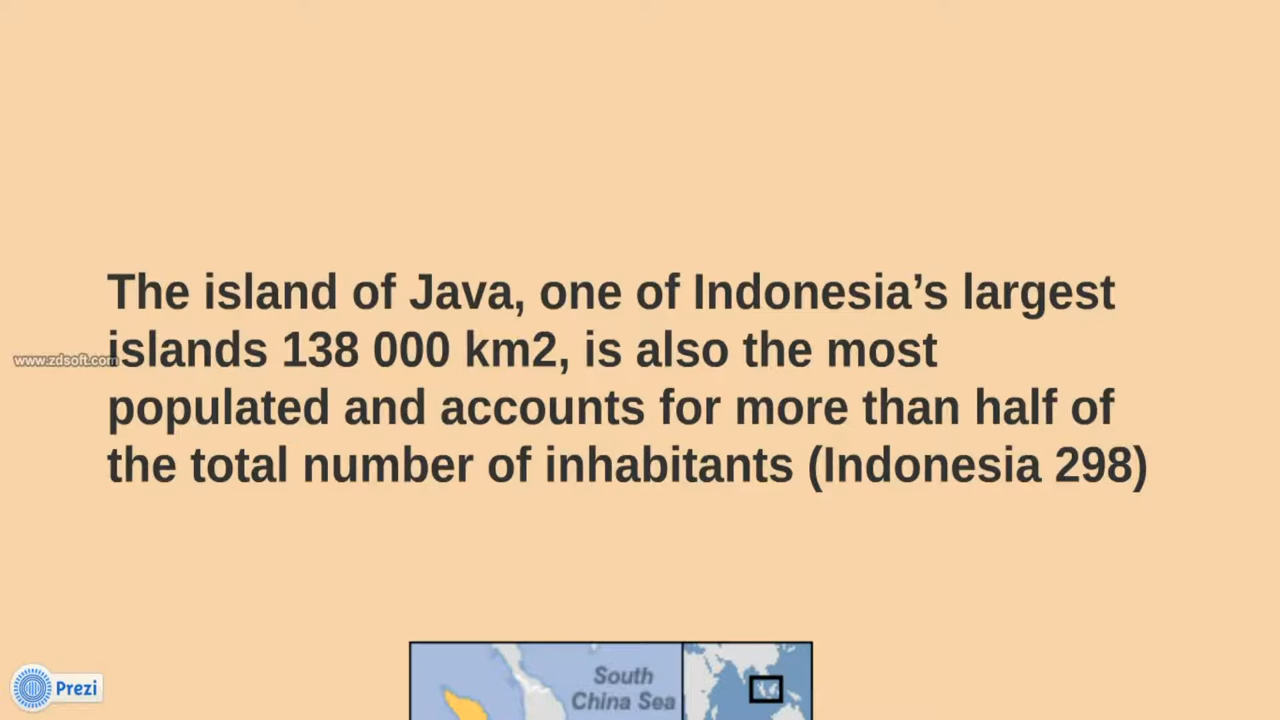 The island of Java, one of Indonesia’s largest
islands 138 000 km2, is also the most
www.zdsoft.com
populated and accounts for more than half of
the total number of inhabitants (Indonesia 298)
South
China Sea
Prezi